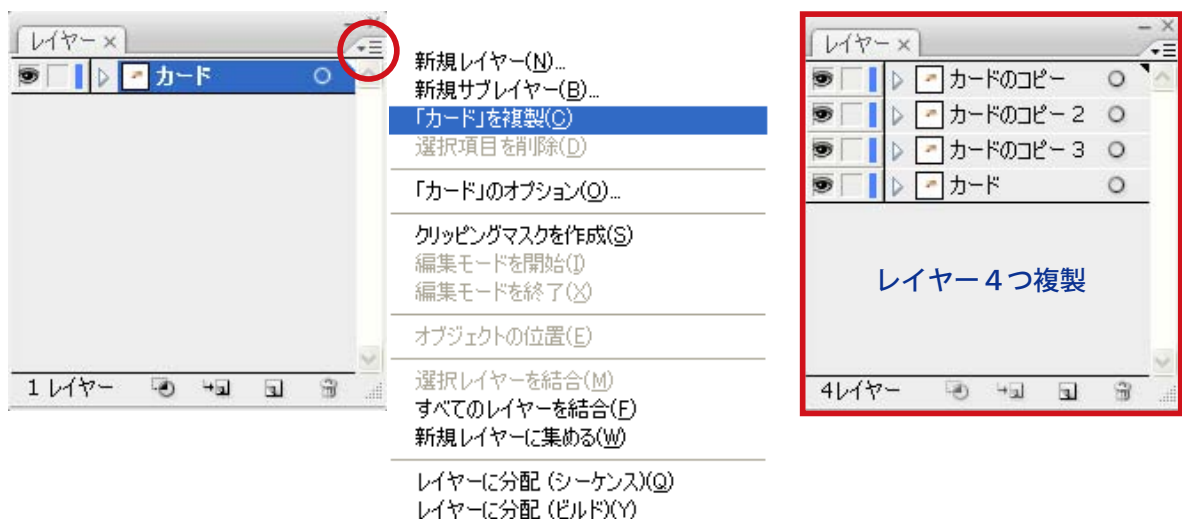 レイヤー ×
カード
1 レイヤー
新規レイヤー(N)...
新規サブレイヤー(B)...
「カード」を複製(C)
選択項目を削除(D)
「カード」のオプション(O)...
クリッピングマスクを作成(S)
編集モードを開始(I)
編集モードを終了(X)
オブジェクトの位置(E)
選択レイヤーを結合(M)
すべてのレイヤーを結合(F)
新規レイヤーに集める(W)
レイヤーに分配 (シーケンス)(Q)
レイヤーに分配 (ビルド)(Y)
レイヤー ×
カードのコピー
カードのコピー 2
カードのコピー 3
カード
レイヤー４つ複製
4レイヤー